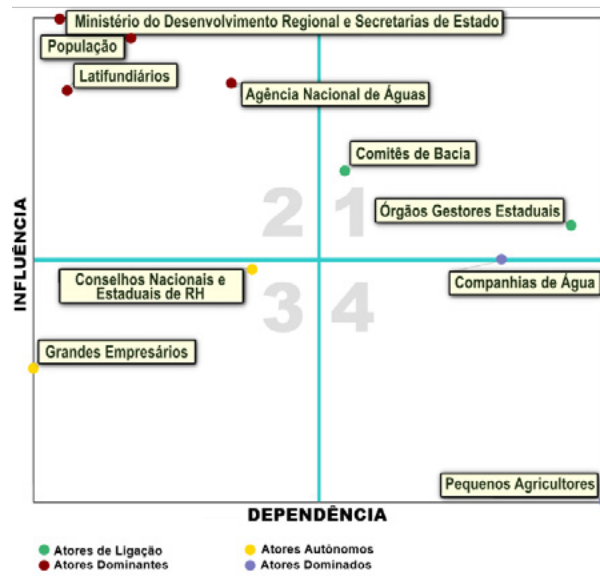 Ministério do Desenvolvimento Regional e Secretarias de Estado
População
Latifundiários
Agência Nacional de Águas
Comitês de Bacia
Órgãos Gestores Estaduais
2 1
INFLUÊNCIA
Conselhos Nacionais e
Estaduais de RH
Companhias de Água
3 4
Grandes Empresários
Pequenos Agricultores
DEPENDÊNCIA
Atores de Ligação
Atores Autônomos
Atores Dominantes
Atores Dominados